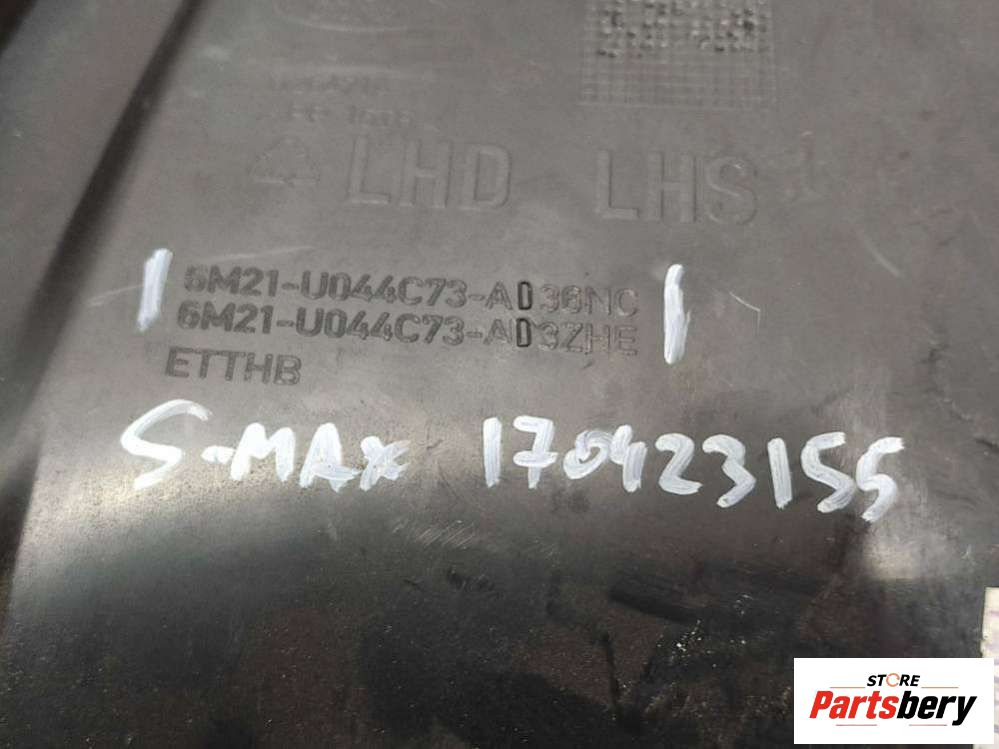 LHD LHS
6M21-U044C73-AD36NC
6M21-U044C73-AD3ZHE
ETTHB
S-MAX 170423155
STORE
Partsbery